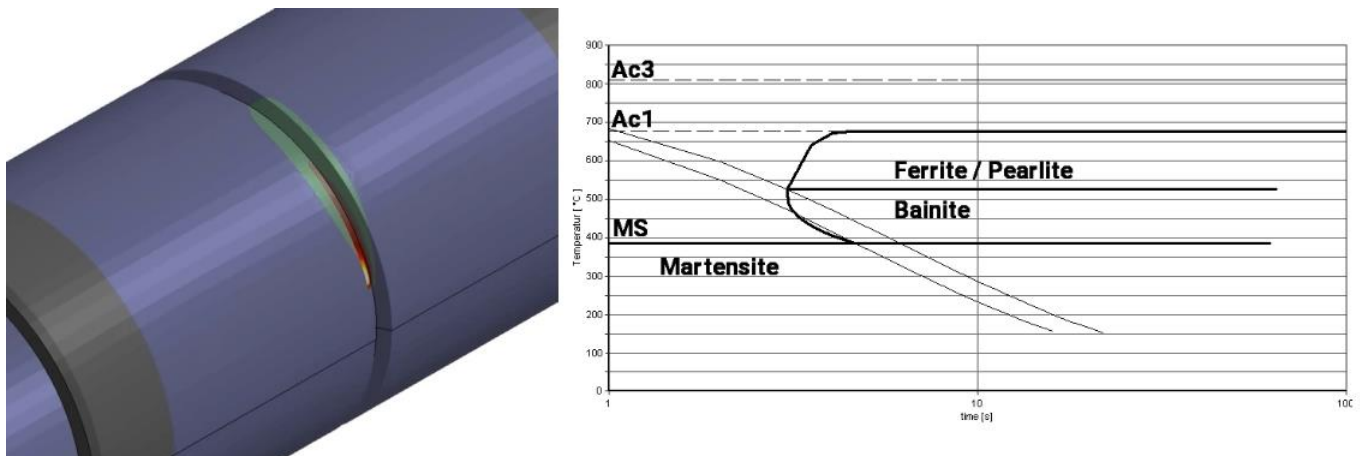 900
Ac3
800
Ac1
700
600
Ferrite / Pearlite
500
Bainite
MS
400
Martensite
300
200
100
0
Temperatur [ °C]
1
10
100
time [s]